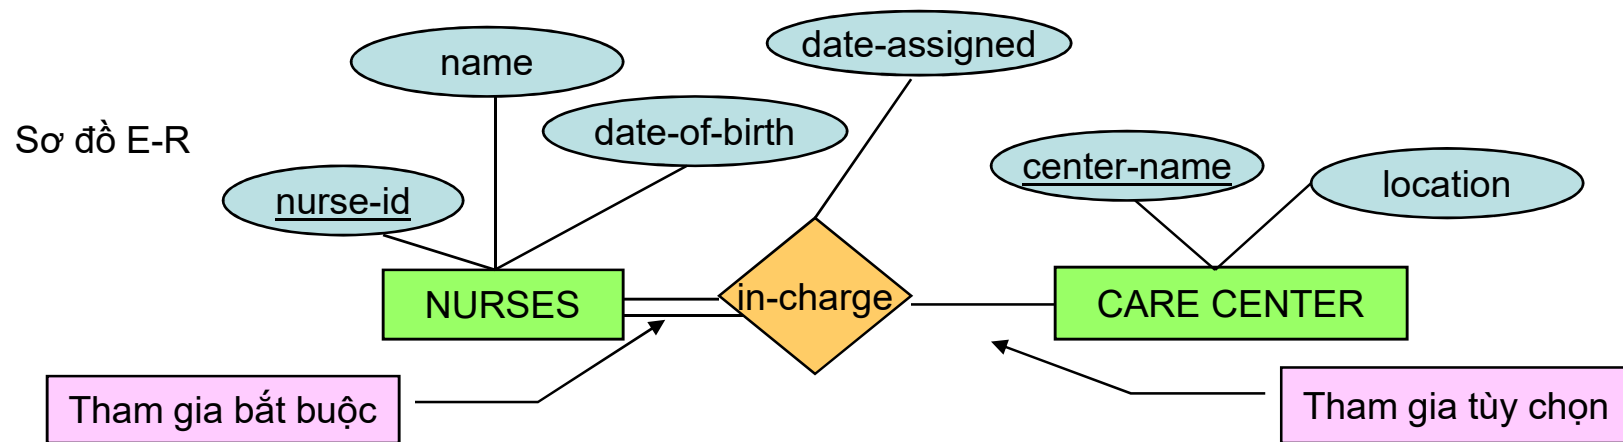 Sơ đồ E-R
name
date-assigned
date-of-birth
nurse-id
center-name
location
NURSES
in-charge
CARE CENTER
Tham gia bắt buộc
Tham gia tùy chọn